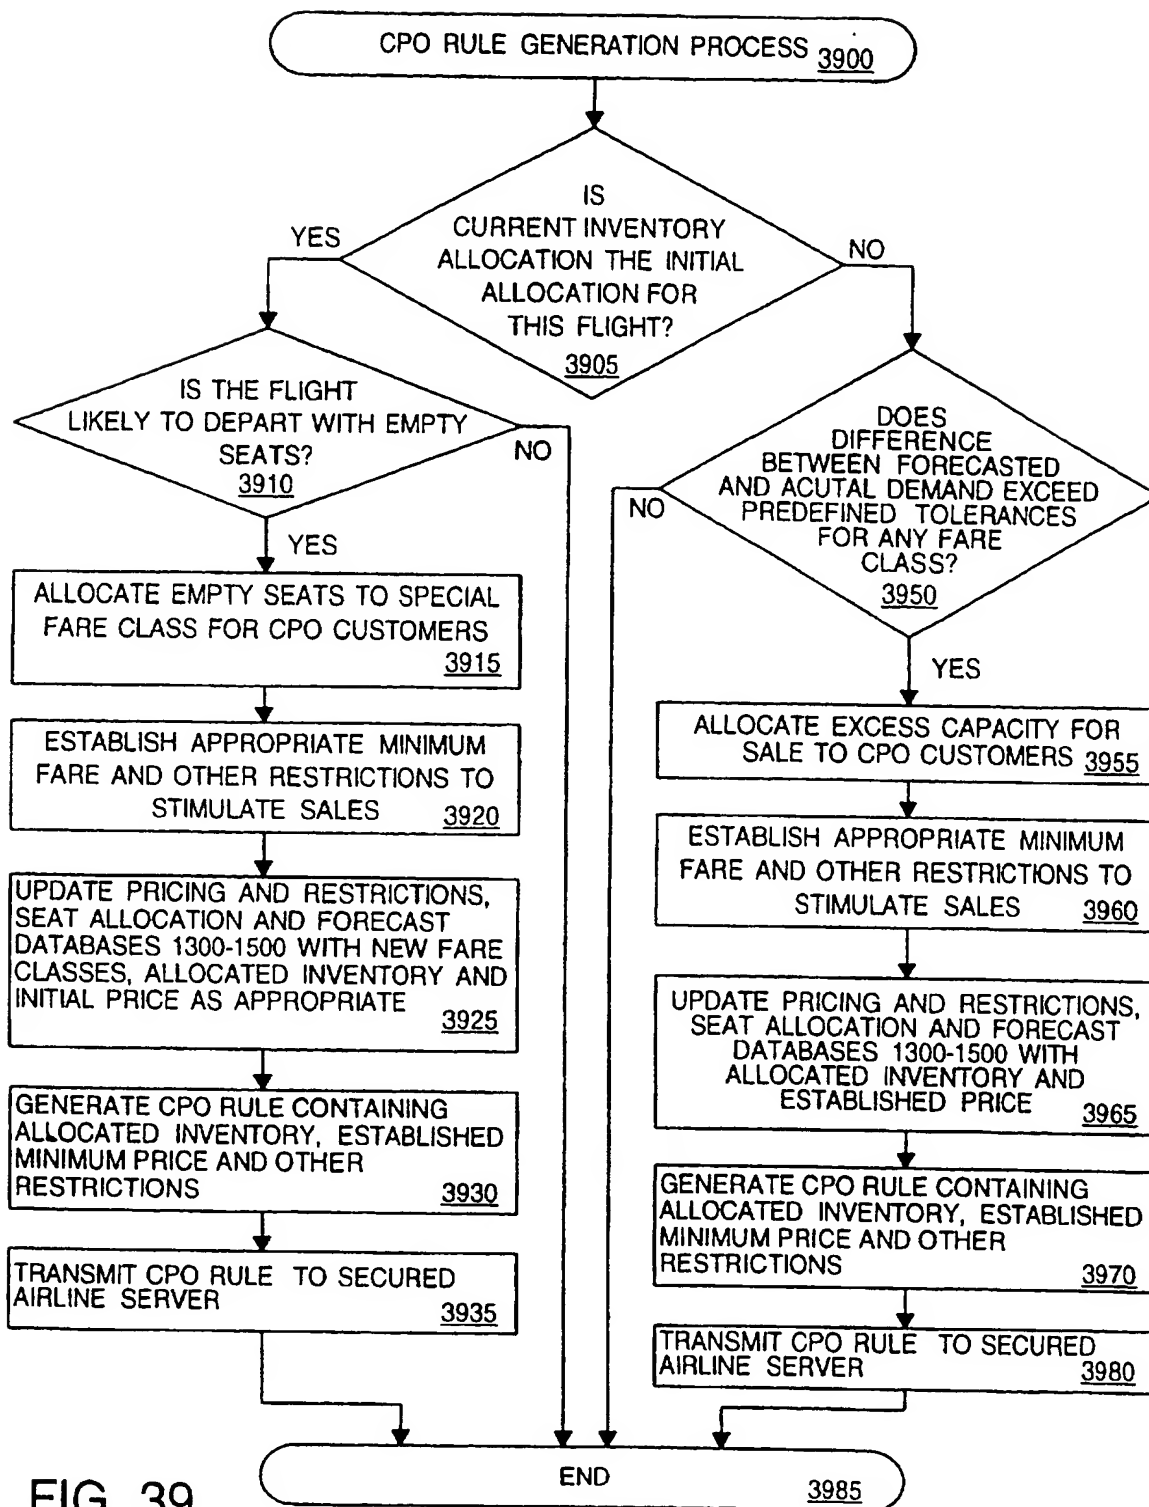 CPO RULE GENERATION PROCESS 3900
IS
CURRENT INVENTORY
ALLOCATION THE INITIAL
ALLOCATION FOR
THIS FLIGHT?
3905
YES
NO
IS THE FLIGHT
LIKELY TO DEPART WITH EMPTY
SEATS?
3910
NO
YES
ALLOCATE EMPTY SEATS TO SPECIAL
FARE CLASS FOR CPO CUSTOMERS
3915
ESTABLISH APPROPRIATE MINIMUM
FARE AND OTHER RESTRICTIONS TO
STIMULATE SALES 3920
UPDATE PRICING AND RESTRICTIONS,
SEAT ALLOCATION AND FORECAST
DATABASES 1300-1500 WITH NEW FARE
CLASSES, ALLOCATED INVENTORY AND
INITIAL PRICE AS APPROPRIATE 3925
GENERATE CPO RULE CONTAINING
ALLOCATED INVENTORY, ESTABLISHED
MINIMUM PRICE AND OTHER
RESTRICTIONS 3930
TRANSMIT CPO RULE TO SECURED
AIRLINE SERVER 3935
DOES
DIFFERENCE
BETWEEN FORECASTED
AND ACUTAL DEMAND EXCEED
PREDEFINED TOLERANCES
FOR ANY FARE
CLASS?
3950
NO
YES
ALLOCATE EXCESS CAPACITY FOR
SALE TO CPO CUSTOMERS 3955
ESTABLISH APPROPRIATE MINIMUM
FARE AND OTHER RESTRICTIONS TO
STIMULATE SALES 3960
UPDATE PRICING AND RESTRICTIONS,
SEAT ALLOCATION AND FORECAST
DATABASES 1300-1500 WITH
ALLOCATED INVENTORY AND
ESTABLISHED PRICE 3965
GENERATE CPO RULE CONTAINING
ALLOCATED INVENTORY, ESTABLISHED
MINIMUM PRICE AND OTHER
RESTRICTIONS 3970
TRANSMIT CPO RULE TO SECURED
AIRLINE SERVER 3980
END 3985
FIG. 39